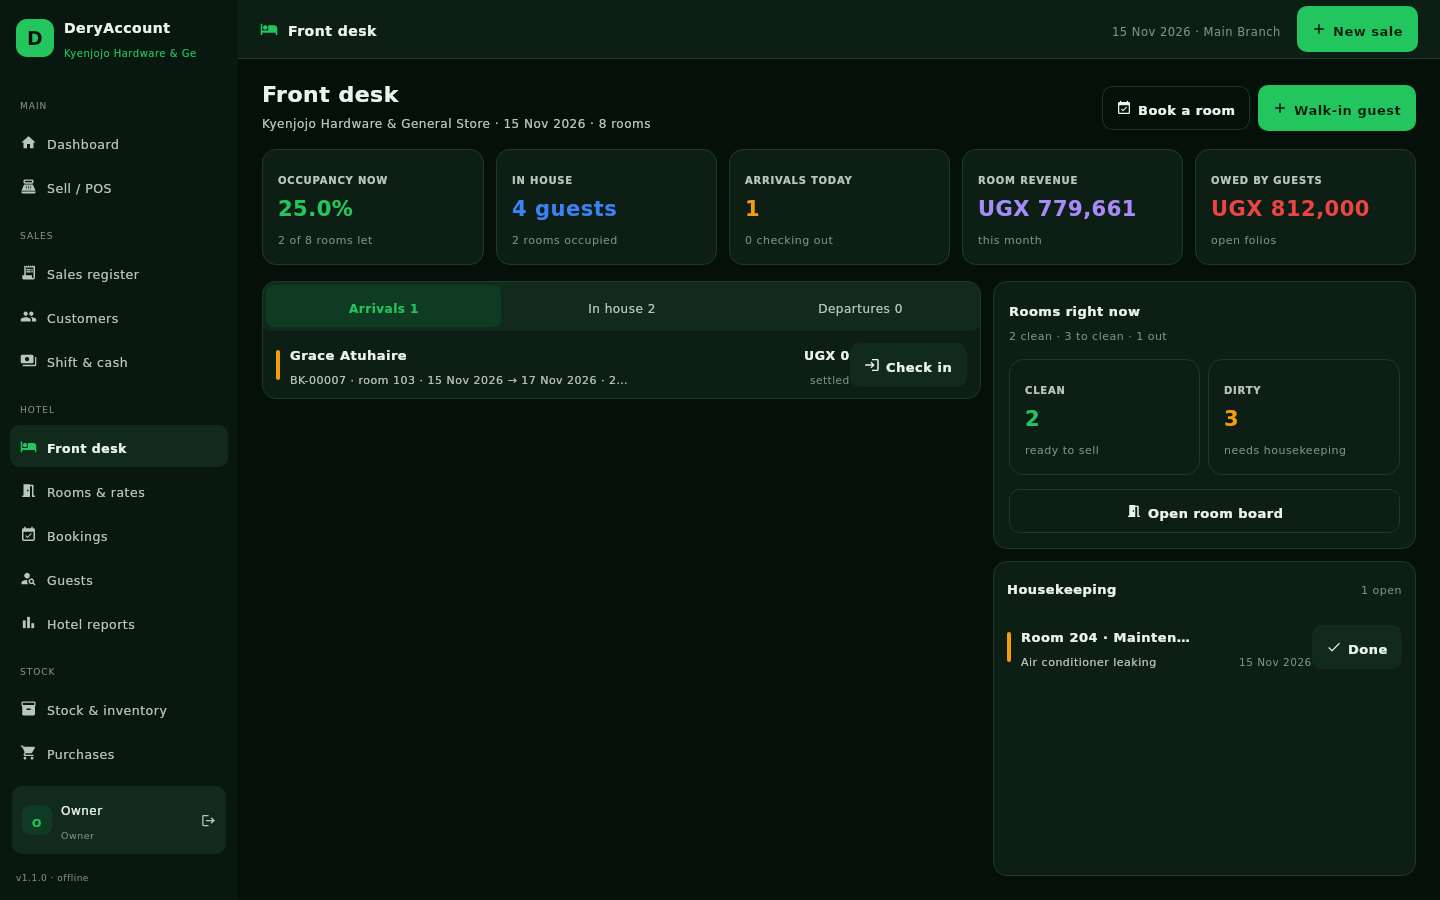 D
DeryAccount
Kyenjojo Hardware & Ge
MAIN
Dashboard
Sell / POS
SALES
Sales register
Customers
Shift & cash
HOTEL
Front desk
Rooms & rates
Bookings
Guests
Hotel reports
STOCK
Stock & inventory
Purchases
o
Owner
Owner
v1.1.0 · offline
Front desk
15 Nov 2026 · Main Branch
New sale
Front desk
Kyenjojo Hardware & General Store · 15 Nov 2026 · 8 rooms
Book a room
Walk-in guest
OCCUPANCY NOW
25.0%
2 of 8 rooms let
IN HOUSE
4 guests
2 rooms occupied
ARRIVALS TODAY
1
0 checking out
ROOM REVENUE
UGX 779,661
this month
OWED BY GUESTS
UGX 812,000
open folios
Arrivals 1
In house 2
Departures 0
Grace Atuhaire
BK-00007 · room 103 · 15 Nov 2026 → 17 Nov 2026 · 2…
UGX 0
settled
Check in
Rooms right now
2 clean · 3 to clean · 1 out
CLEAN
2
ready to sell
DIRTY
3
needs housekeeping
Open room board
Housekeeping
1 open
Room 204 · Mainten…
Air conditioner leaking
15 Nov 2026
Done